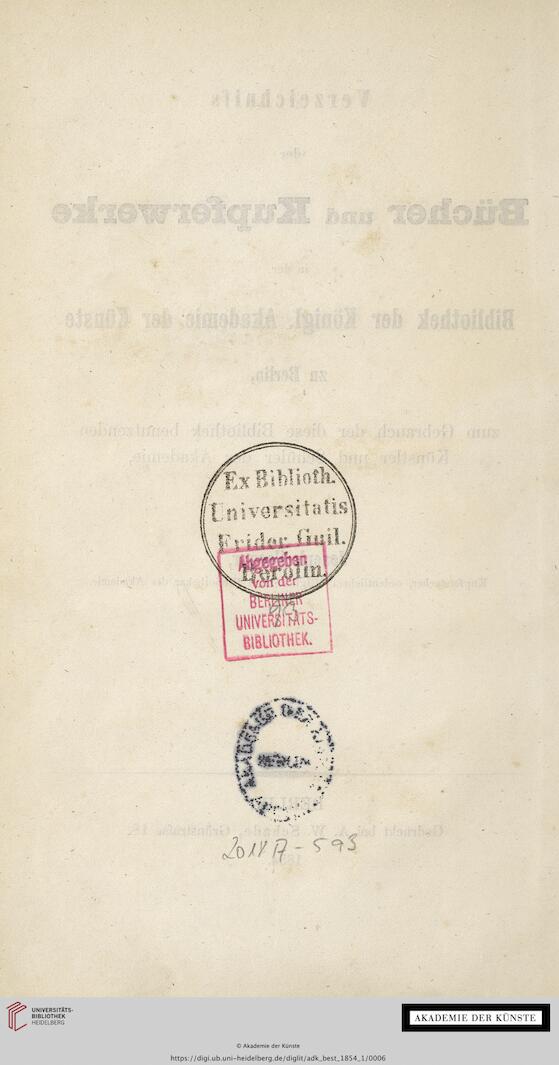 Verzeichnifs
der
Bücher und Kupferwerke
in der
Bibliothek der Königl. Akademie der Künste
zu Berlin,
zum Gebrauch der diese Bibliothek benutzenden
Künstler und Akademie.
Ex Biblioth.
Universitatis
Frider. Guil.
Berolin.
Abgegeben
von der
BERLINER
UNIVERSITÄTS-
BIBLIOTHEK.
AKADEMIE DER
BERLIN
Gedruckt bei A. W. Schade, Grünstraße 18.
2018 A - 593
UNIVERSITÄTS-
BIBLIOTHEK
HEIDELBERG
AKADEMIE DER KÜNSTE
© Akademie der Künste
https://digi.ub.uni-heidelberg.de/diglit/adk_best_1854_1/0006